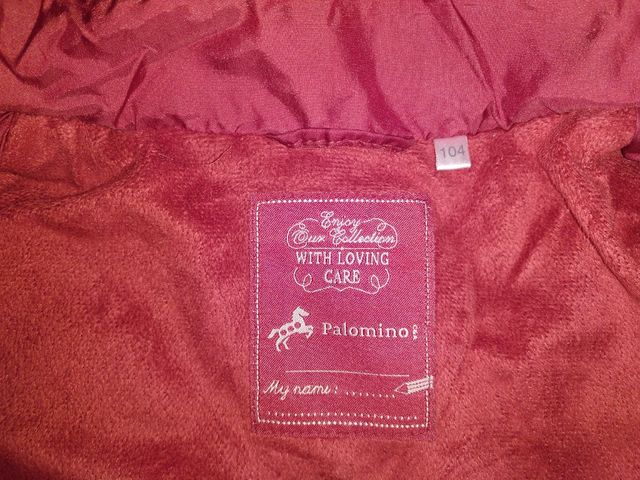 104
Enjoy
Our Collection
WITH LOVING
CARE
Palomino C&A
My name : ........